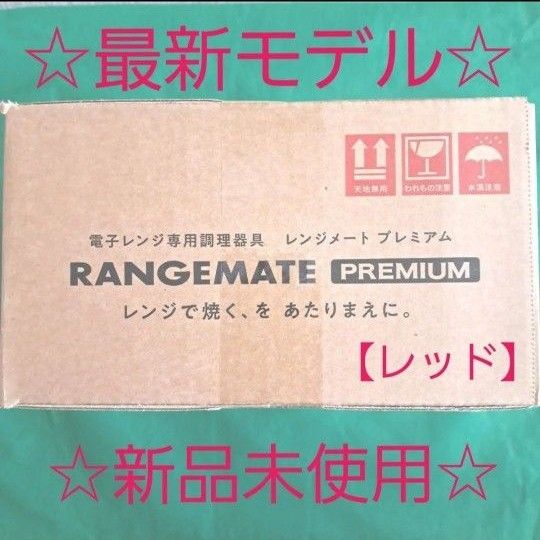 ☆最新モデル☆
天地無用 われもの注意 水濡注意
電子レンジ専用調理器具 レンジメート プレミアム
RANGEMATE PREMIUM
レンジで焼く、を あたりまえに。
【レッド】
☆新品未使用☆